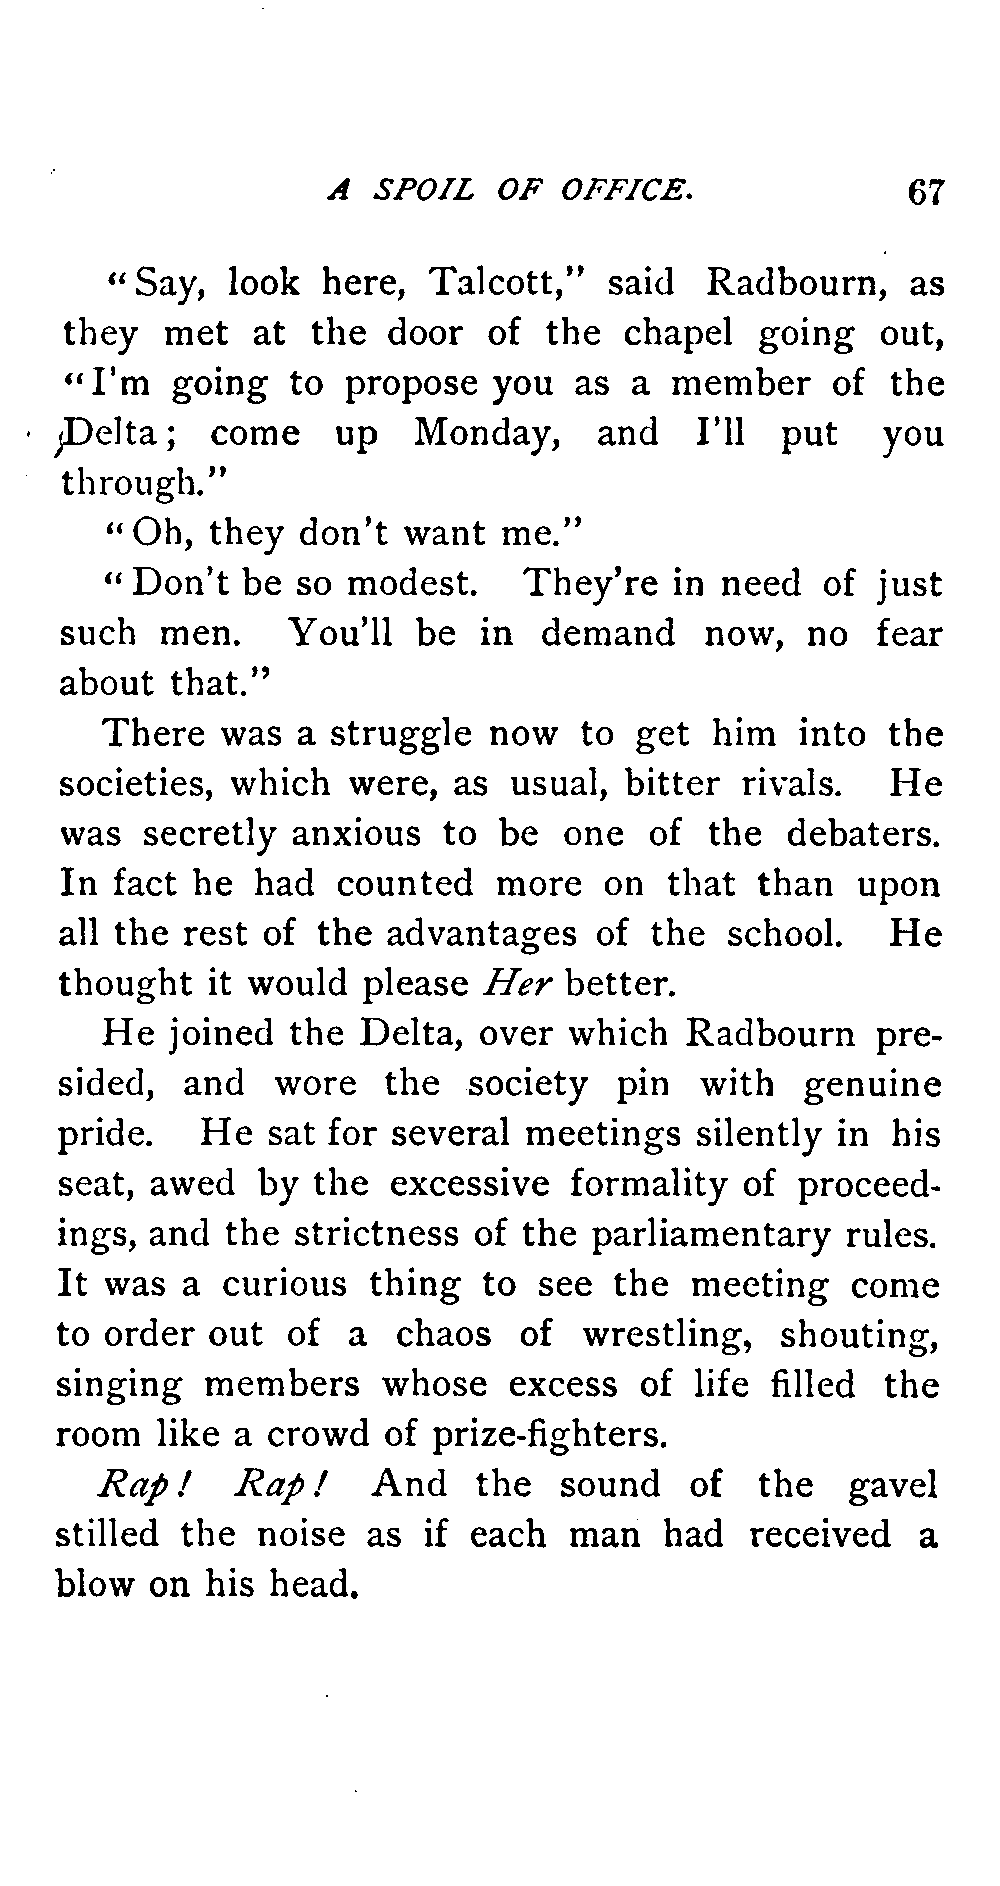 A SPOIL OF OFFICE. 67
"Say, look here, Talcott," said Radbourn, as
they met at the door of the chapel going out,
"I'm going to propose you as a member of the
Delta; come up Monday, and I'll put you
through."
"Oh, they don't want me."
"Don't be so modest. They're in need of just
such men. You'll be in demand now, no fear
about that."
There was a struggle now to get him into the
societies, which were, as usual, bitter rivals. He
was secretly anxious to be one of the debaters.
In fact he had counted more on that than upon
all the rest of the advantages of the school. He
thought it would please Her better.
He joined the Delta, over which Radbourn pre-
sided, and wore the society pin with genuine
pride. He sat for several meetings silently in his
seat, awed by the excessive formality of proceed-
ings, and the strictness of the parliamentary rules.
It was a curious thing to see the meeting come
to order out of a chaos of wrestling, shouting,
singing members whose excess of life filled the
room like a crowd of prize-fighters.
Rap! Rap! And the sound of the gavel
stilled the noise as if each man had received a
blow on his head.